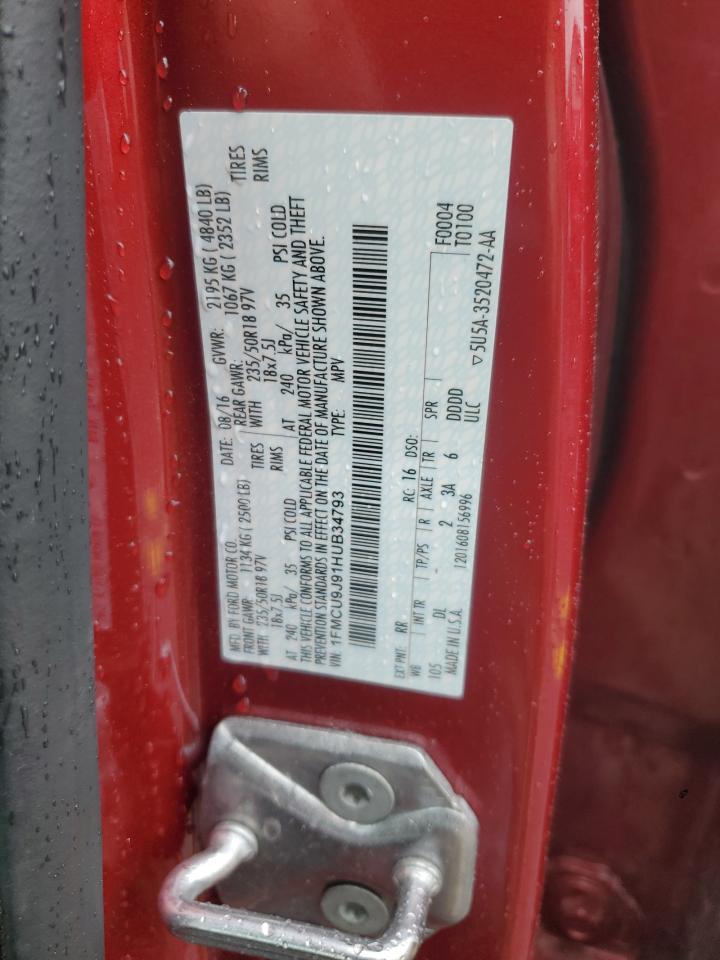 MFD. BY FORD MOTOR CO. DATE: 08/16 GVWR: 2195 KG ( 4840 LB)
FRONT GAWR: 1134 KG ( 2500 LB) REAR GAWR: 1067 KG ( 2352 LB)
WITH 235/50R18 97V TIRES WITH 235/50R18 97V TIRES
18x7.5J RIMS 18x7.5J RIMS
AT 240 kPa/ 35 PSI COLD AT 240 kPa/ 35 PSI COLD
THIS VEHICLE CONFORMS TO ALL APPLICABLE FEDERAL MOTOR VEHICLE SAFETY AND THEFT
PREVENTION STANDARDS IN EFFECT ON THE DATE OF MANUFACTURE SHOWN ABOVE.
VIN: 1FMCU9J91HUB34793 TYPE: MPV
EXT PNT: RR RC: 16 DSO: F0004
WB INT TR TP/PS R AXLE TR SPR T0100
105 DL 2 3A 6 DDDD
MADE IN U.S.A. 1201608156996 ULC ▽5U5A-3520472-AA